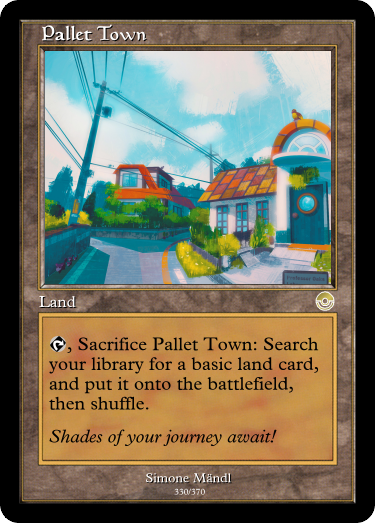 Pallet Town
Land
, Sacrifice Pallet Town: Search
your library for a basic land card,
and put it onto the battlefield,
then shuffle.
Shades of your journey await!
Simone Mändl
330/370